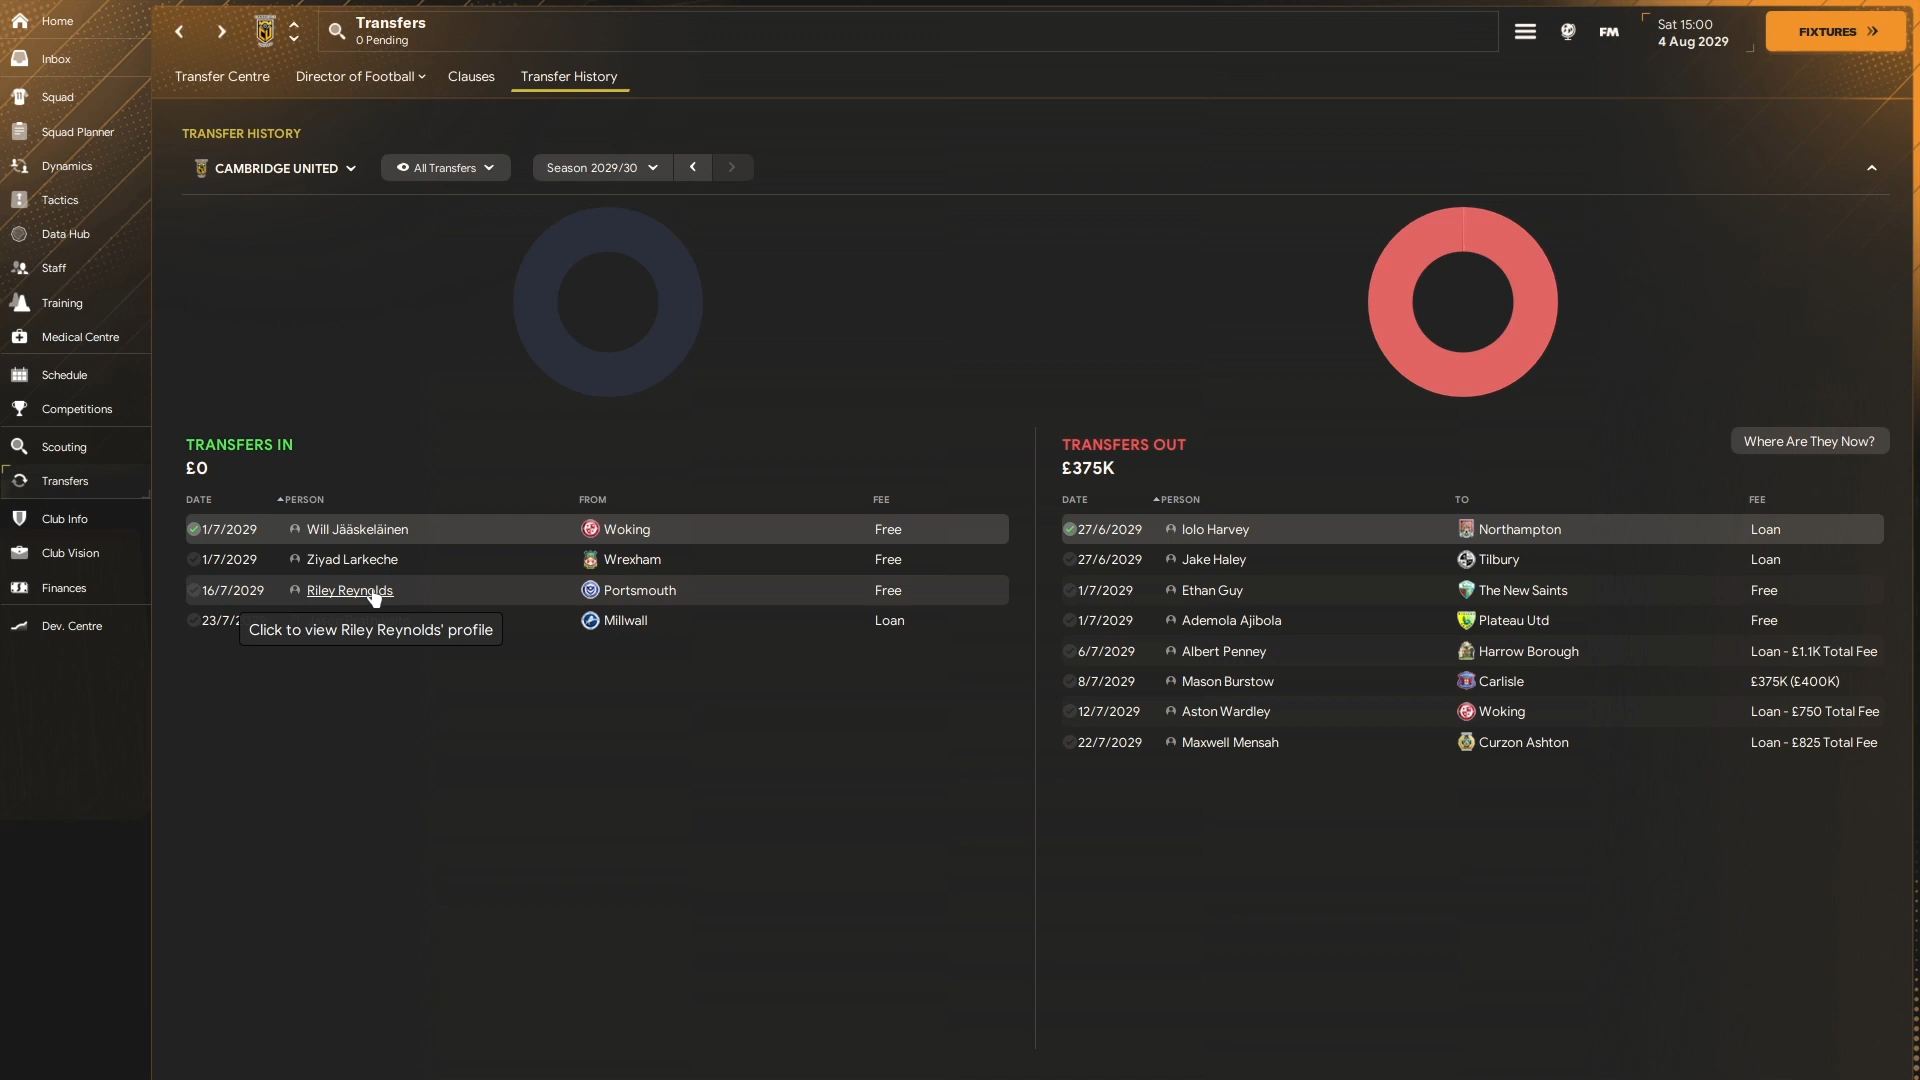 Home
Inbox
Squad
Squad Planner
Dynamics
Tactics
Data Hub
Staff
Training
Medical Centre
Schedule
Competitions
Scouting
Transfers
Club Info
Club Vision
Finances
Dev. Centre
Transfers
0 Pending
FM
Sat 15:00
4 Aug 2029
FIXTURES
Transfer Centre Director of Football Clauses Transfer History
TRANSFER HISTORY
CAMBRIDGE UNITED All Transfers Season 2029/30
TRANSFERS IN
£0
DATE PERSON FROM FEE
1/7/2029 Will Jääskeläinen Woking Free
1/7/2029 Ziyad Larkeche Wrexham Free
16/7/2029 Riley Reynolds Portsmouth Free
23/7/2 Millwall Loan
Click to view Riley Reynolds' profile
TRANSFERS OUT
£375K
Where Are They Now?
DATE PERSON TO FEE
27/6/2029 Iolo Harvey Northampton Loan
27/6/2029 Jake Haley Tilbury Loan
1/7/2029 Ethan Guy The New Saints Free
1/7/2029 Ademola Ajibola Plateau Utd Free
6/7/2029 Albert Penney Harrow Borough Loan - £1.1K Total Fee
8/7/2029 Mason Burstow Carlisle £375K (£400K)
12/7/2029 Aston Wardley Woking Loan - £750 Total Fee
22/7/2029 Maxwell Mensah Curzon Ashton Loan - £825 Total Fee